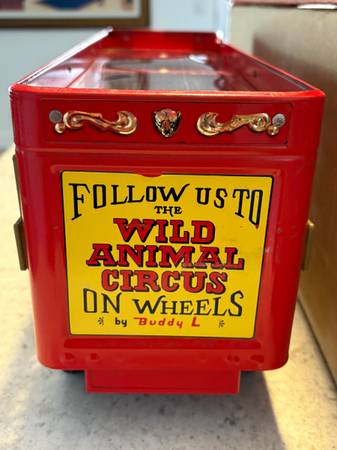 FOLLOW US TO
THE
WILD
ANIMAL
CIRCUS
ON WHEELS
by Buddy L